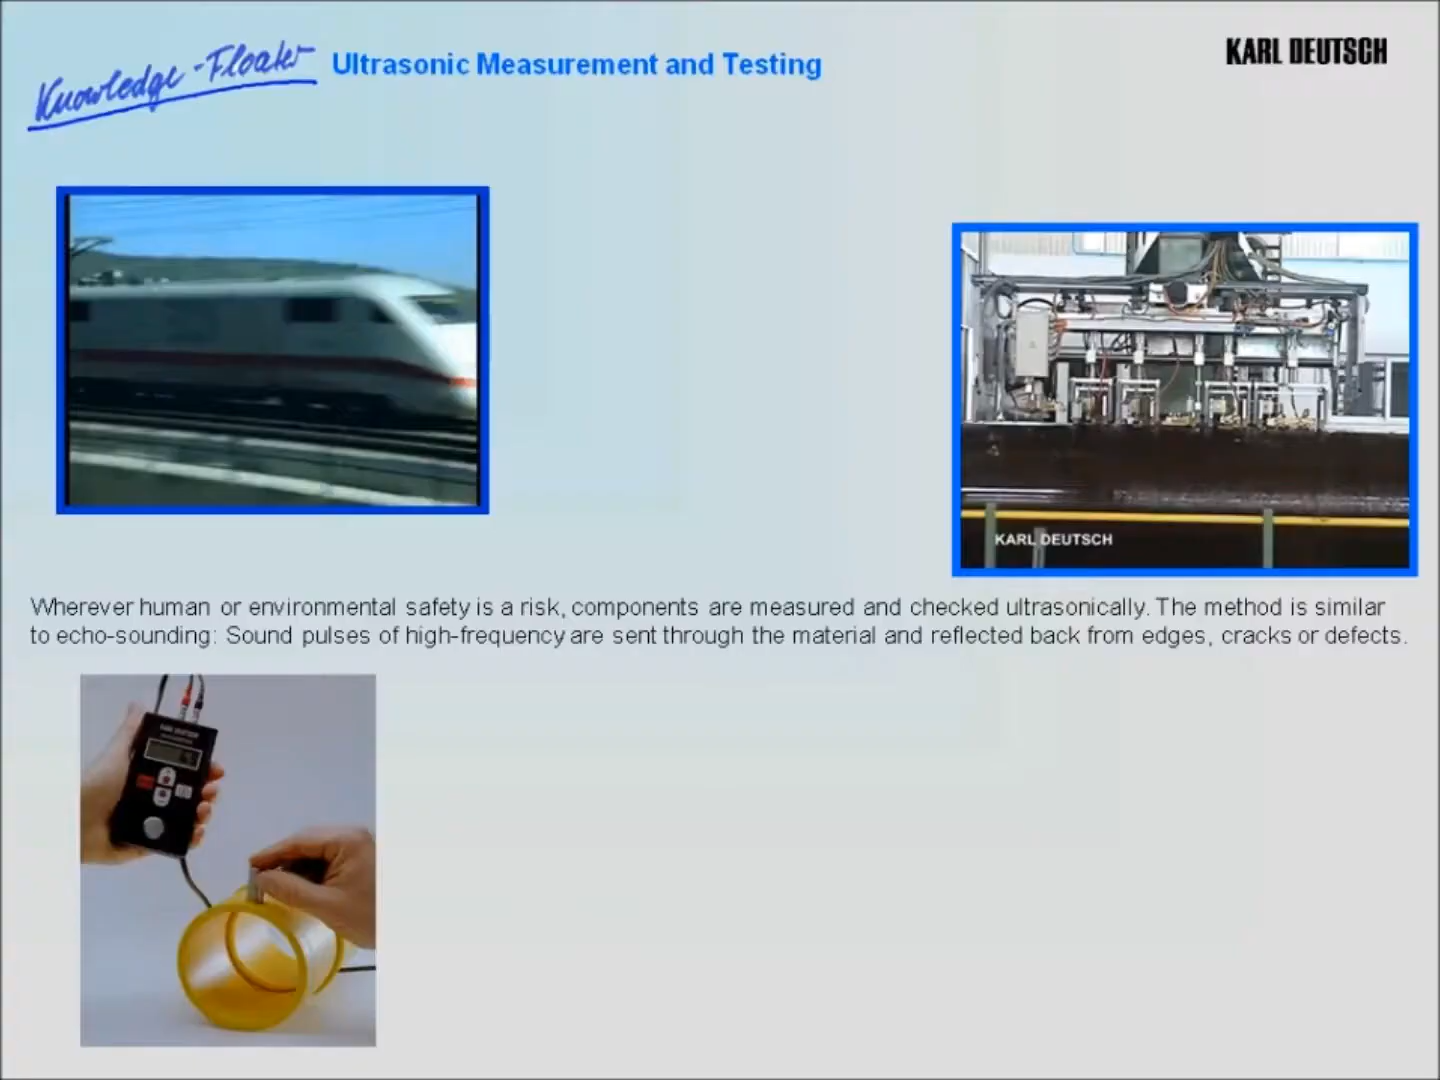 Knowledge-Floater
Ultrasonic Measurement and Testing
KARL DEUTSCH
KARL DEUTSCH
Wherever human or environmental safety is a risk, components are measured and checked ultrasonically. The method is similar
to echo-sounding: Sound pulses of high-frequency are sent through the material and reflected back from edges, cracks or defects.
KARL DEUTSCH